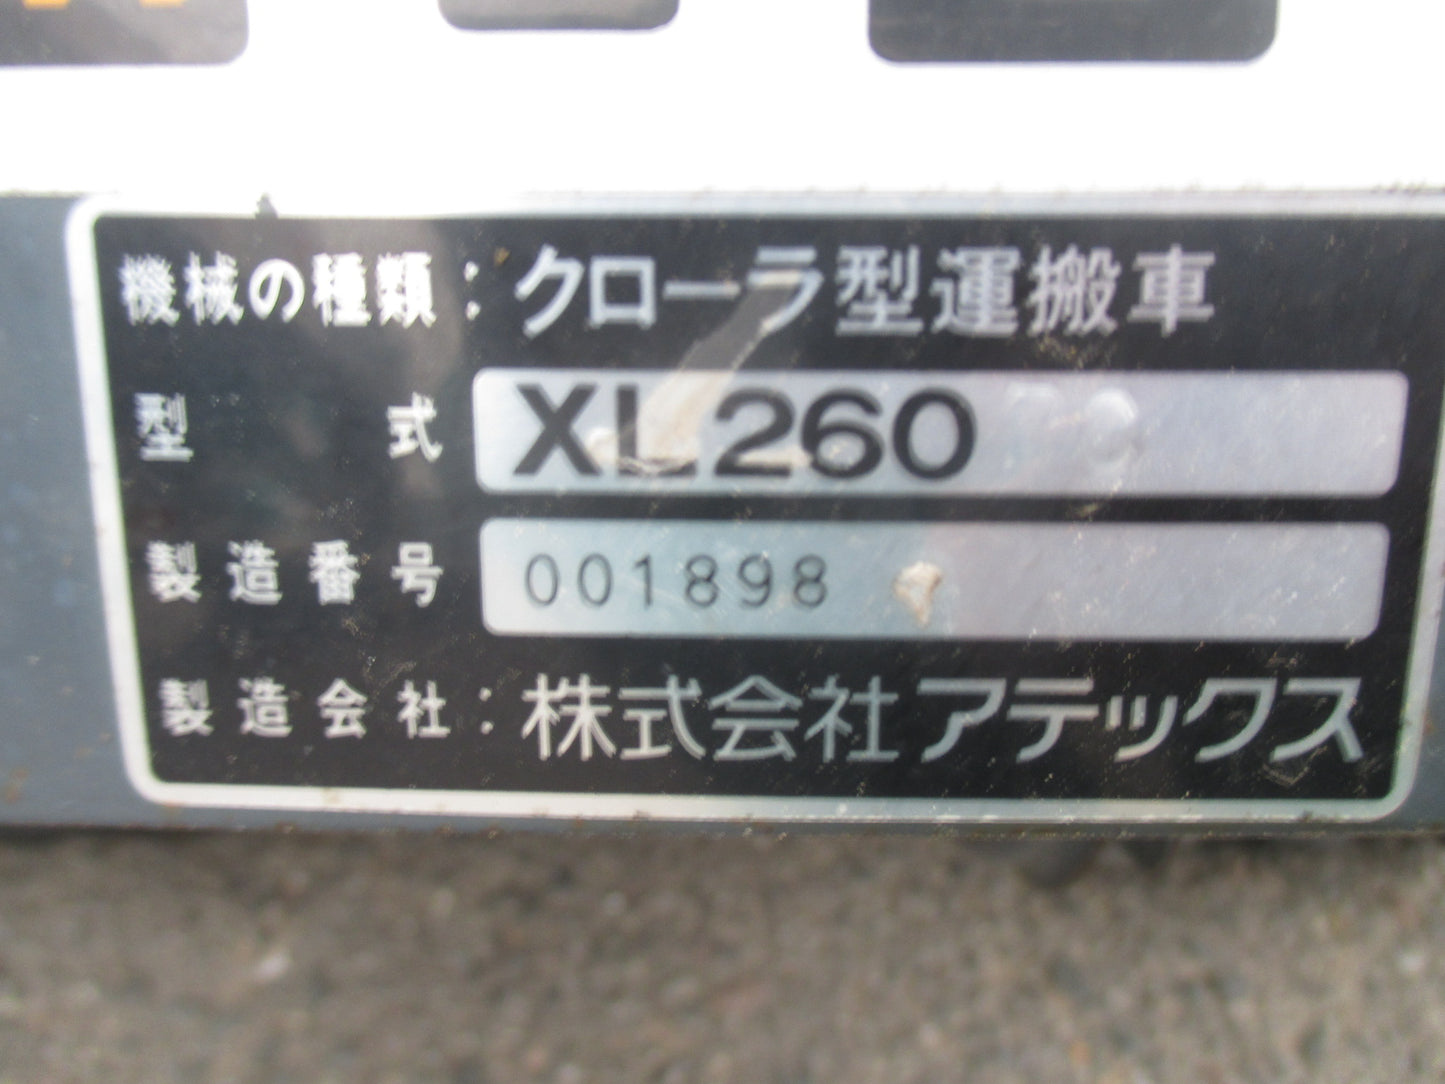 機械の種類：クローラ型運搬車
型式 XL260
製造番号 001898
製造会社：株式会社アテックス